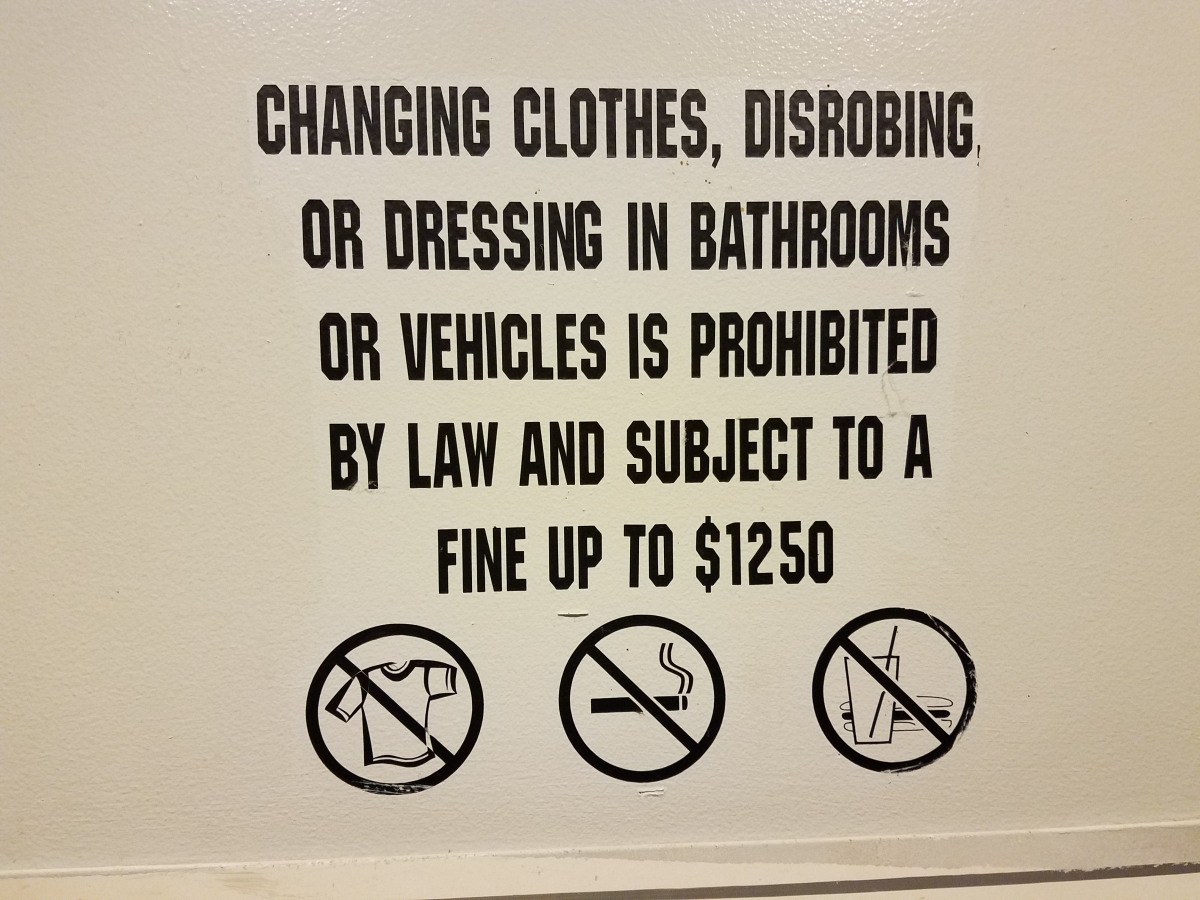 CHANGING CLOTHES, DISROBING,
OR DRESSING IN BATHROOMS
OR VEHICLES IS PROHIBITED
BY LAW AND SUBJECT TO A
FINE UP TO $1250